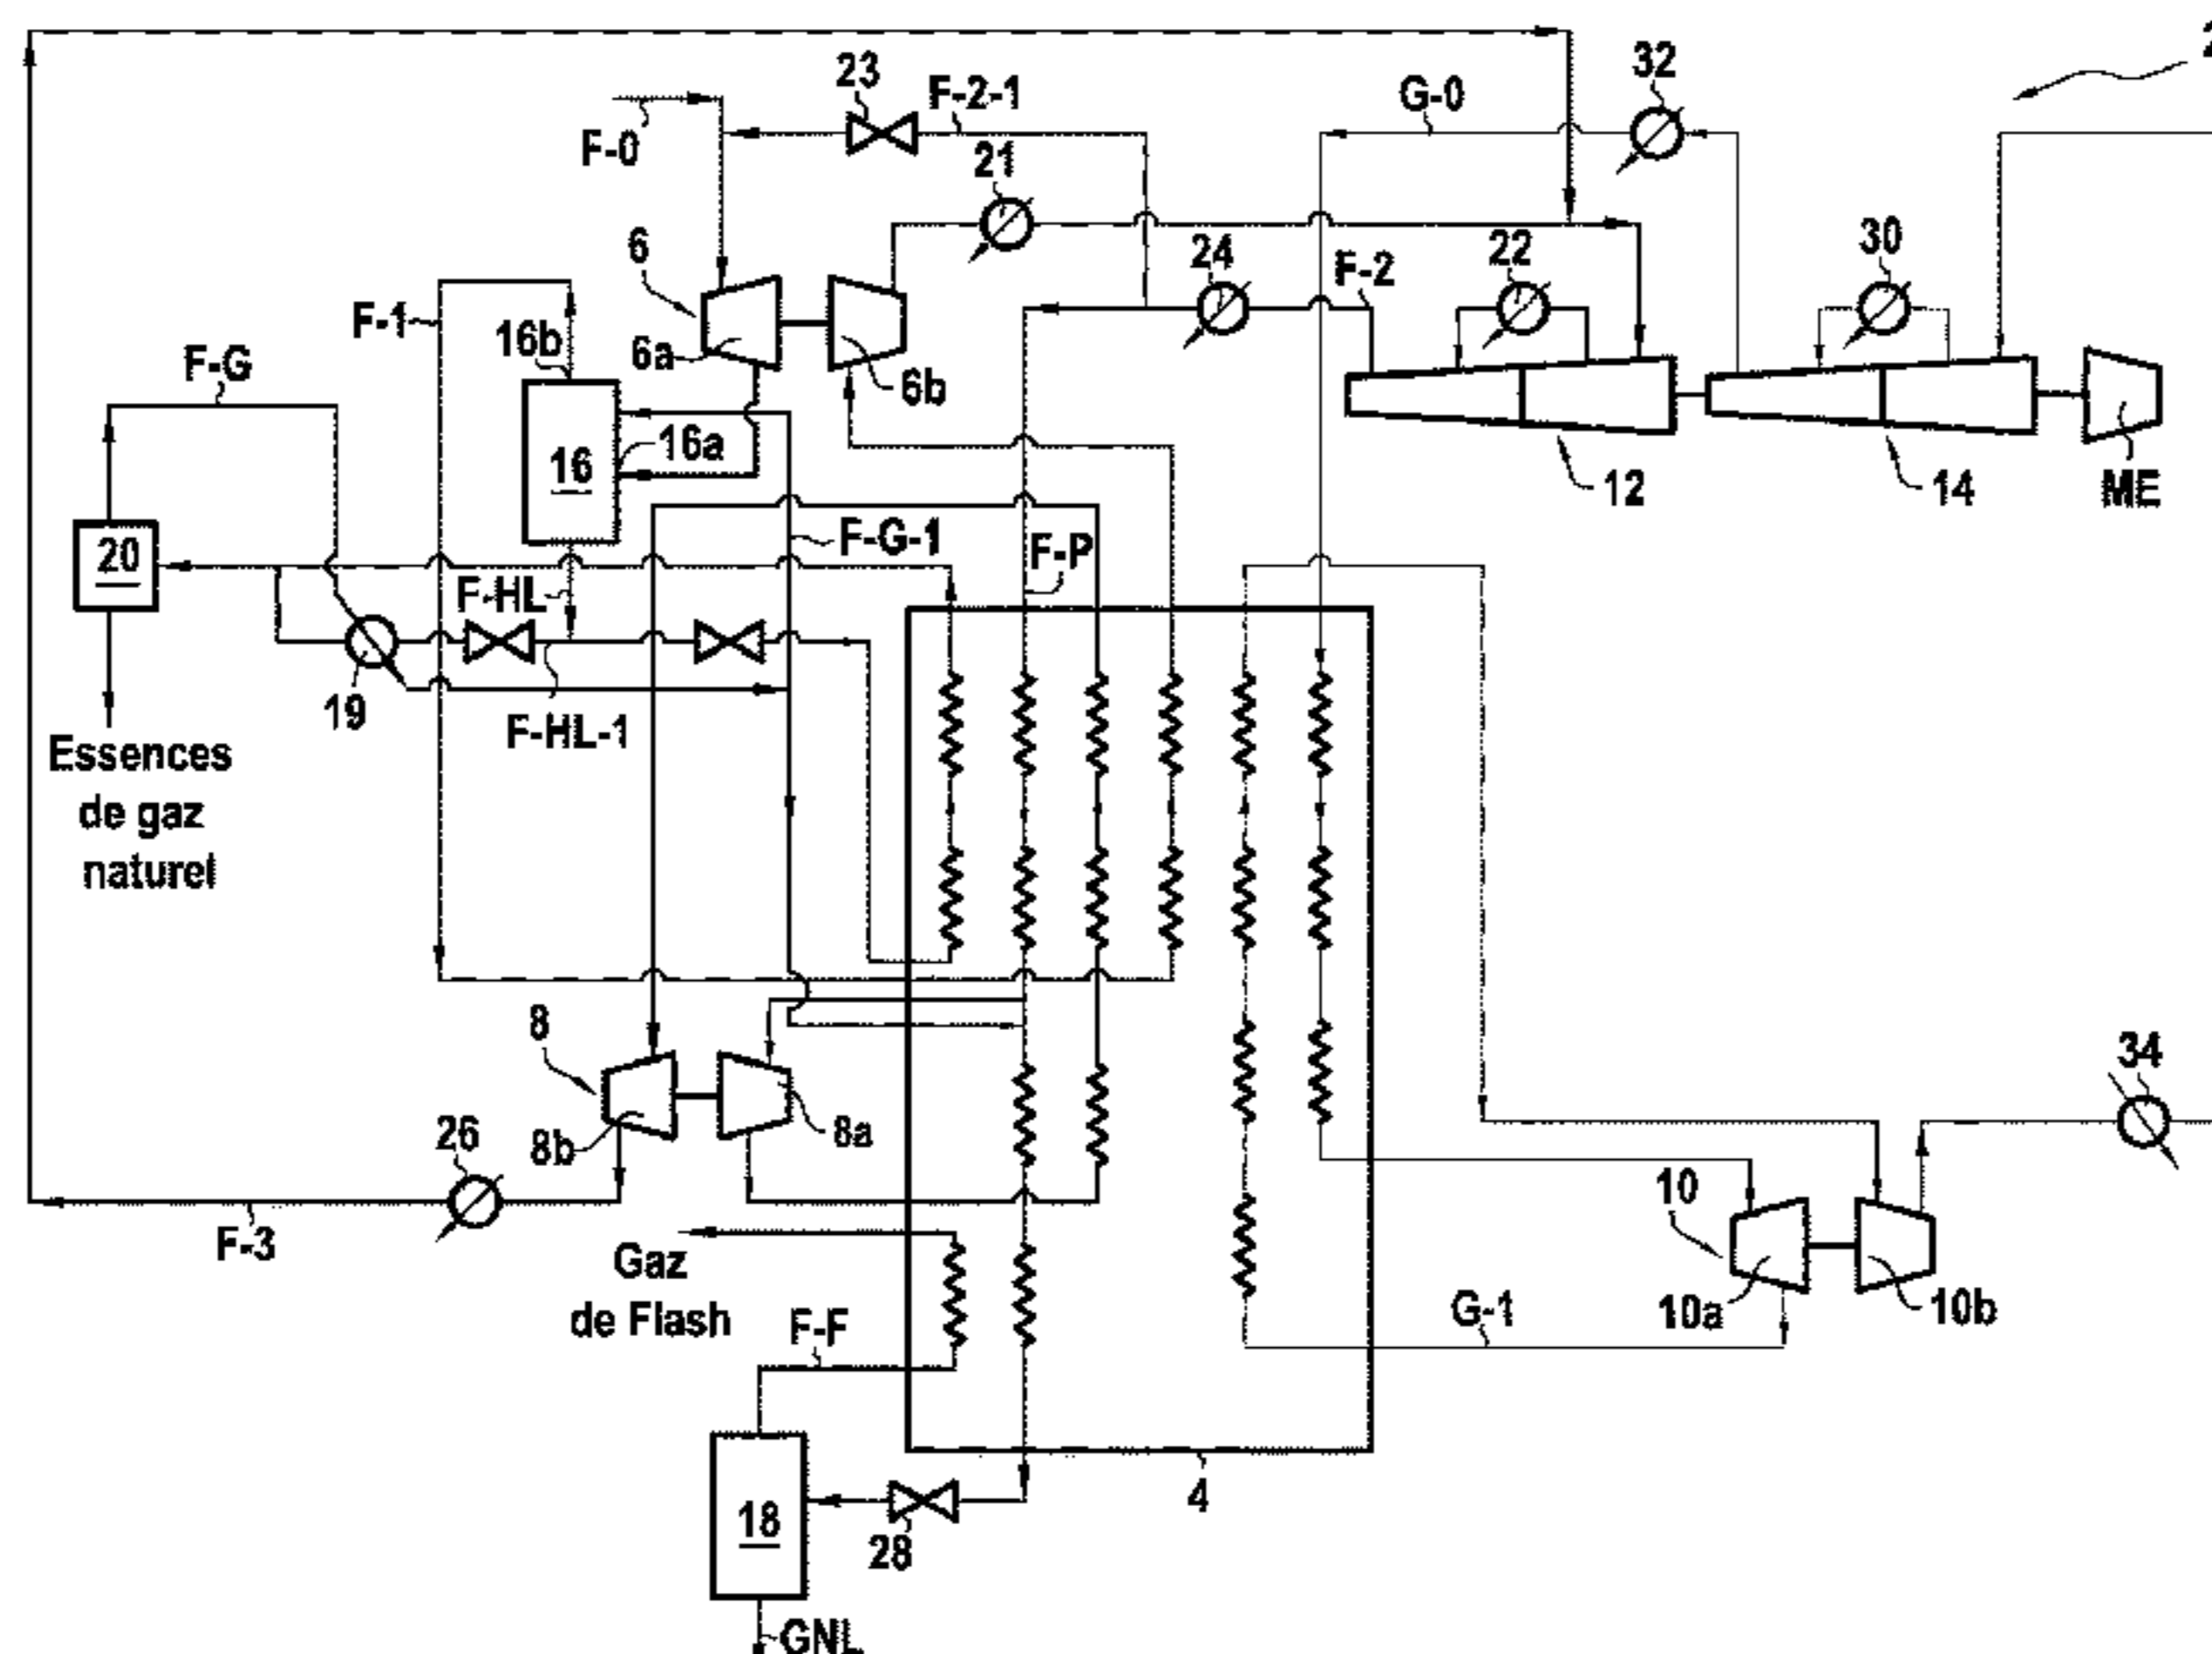 2
32
23
F-2-1
G-0
F-0
21
30
6
24
F-2
22
F-1
16b
6a
F-G
6b
16a
16
12
14
ME
F-G-1
20
F-P
F-HL
19
F-HL-1
Essences
de gaz
naturel
8
34
26
8b
8a
10
F-3
Gaz
de Flash
F-F
G-1
10a
10b
4
18
28
GNL